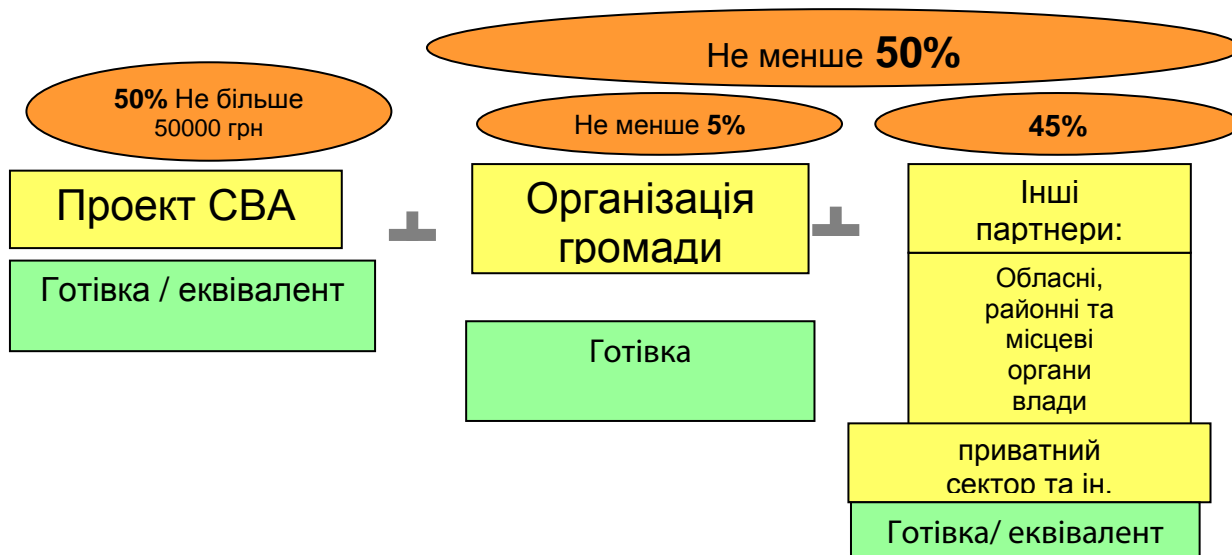 Не менше 50%
50% Не більше
50000 грн
Не менше 5%
45%
Проект СВА
Готівка / еквівалент
Організація
громади
Готівка
Інші
партнери:
Обласні,
районні та
місцеві
органи
влади
приватний
сектор та ін.
Готівка/ еквівалент